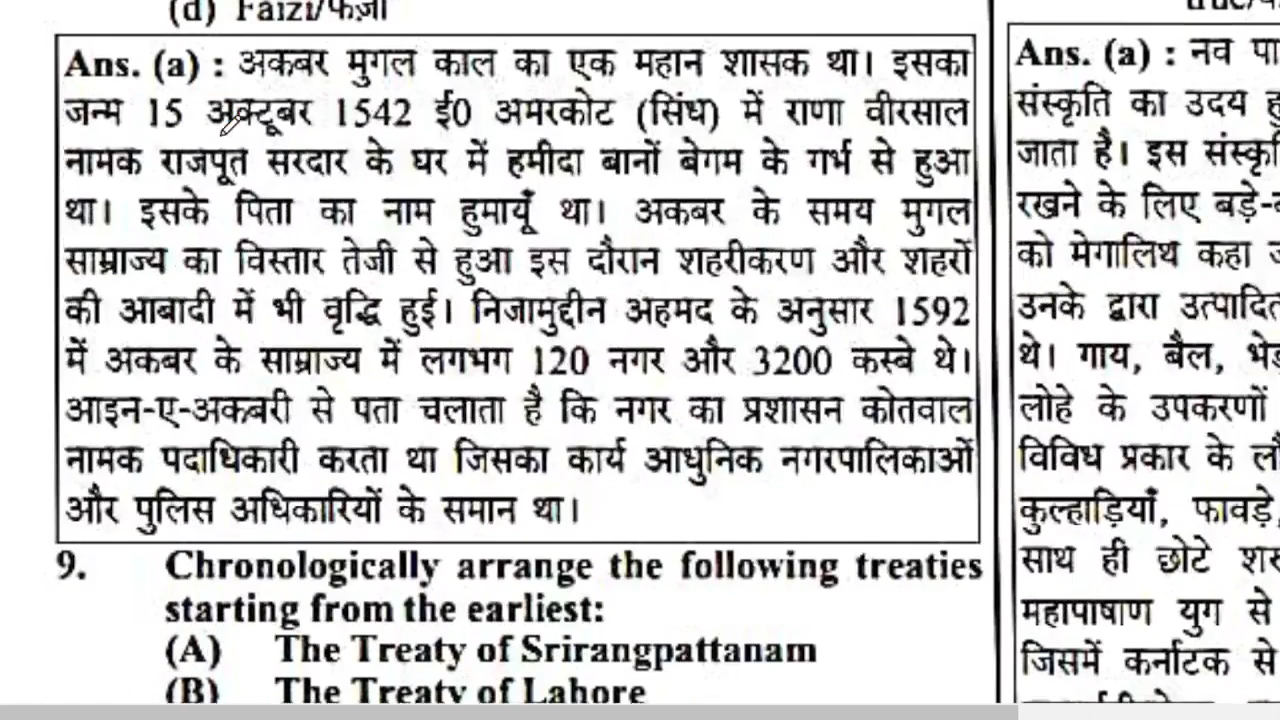 (d) Faizi/फैज़ी
Ans. (a) : अकबर मुगल काल का एक महान शासक था। इसका
जन्म 15 अक्टूबर 1542 ई0 अमरकोट (सिंध) में राणा वीरसाल
नामक राजपूत सरदार के घर में हमीदा बानों बेगम के गर्भ से हुआ
था। इसके पिता का नाम हुमायूँ था। अकबर के समय मुगल
साम्राज्य का विस्तार तेजी से हुआ इस दौरान शहरीकरण और शहरों
की आबादी में भी वृद्धि हुई। निजामुद्दीन अहमद के अनुसार 1592
में अकबर के साम्राज्य में लगभग 120 नगर और 3200 कस्बे थे।
आइन-ए-अकबरी से पता चलाता है कि नगर का प्रशासन कोतवाल
नामक पदाधिकारी करता था जिसका कार्य आधुनिक नगरपालिकाओं
और पुलिस अधिकारियों के समान था।
9. Chronologically arrange the following treaties
starting from the earliest:
(A) The Treaty of Srirangpattanam
(B) The Treaty of Lahore
Ans. (a) : नव पा
संस्कृति का उदय
जाता है। इस
रखने के लिए बड़े-
को मेगालिथ कहा
उनके द्वारा
थे। गाय, बैल,
लोहे के उपकरणों
विविध प्रकार के
कुल्हाड़ियाँ, फावड़े,
साथ ही छोटे
महापाषाण युग से
जिसमें कर्नाटक से